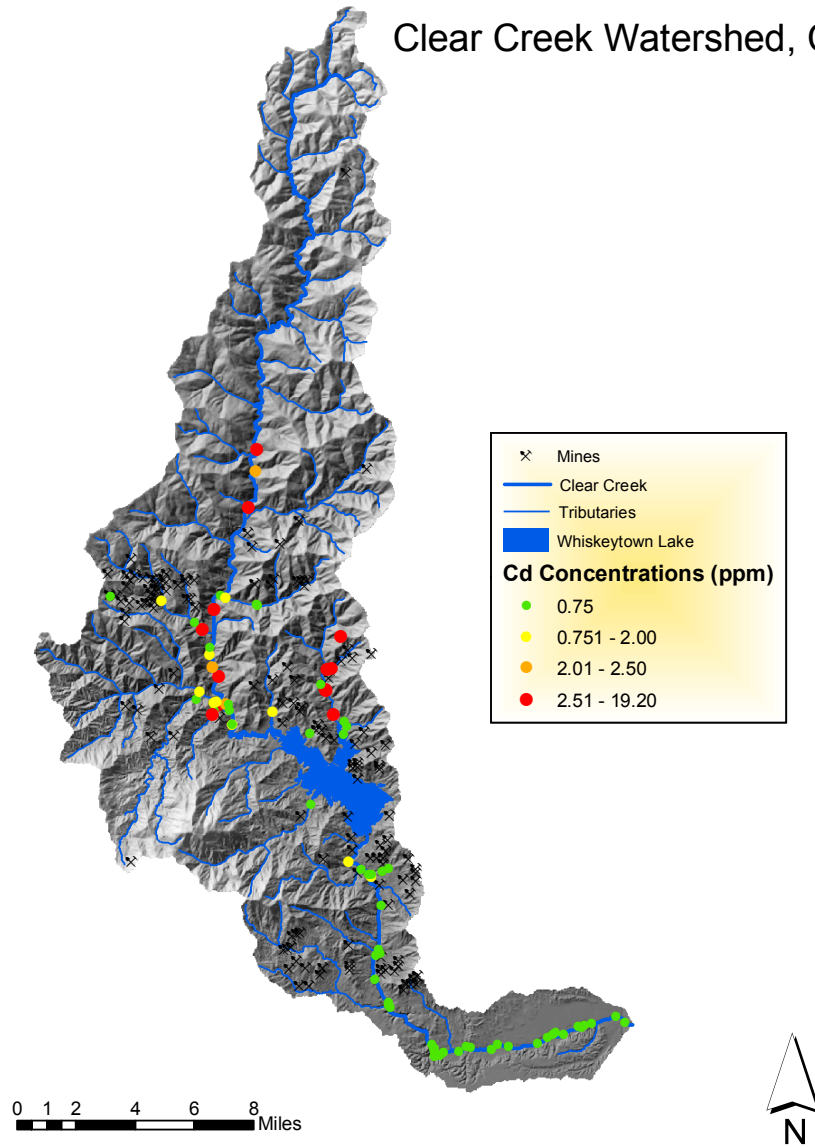 Clear Creek Watershed,
Mines
Clear Creek
Tributaries
Whiskeytown Lake
Cd Concentrations (ppm)
0.75
0.751 - 2.00
2.01 - 2.50
2.51 - 19.20
0 1 2 4 6 8
Miles
N